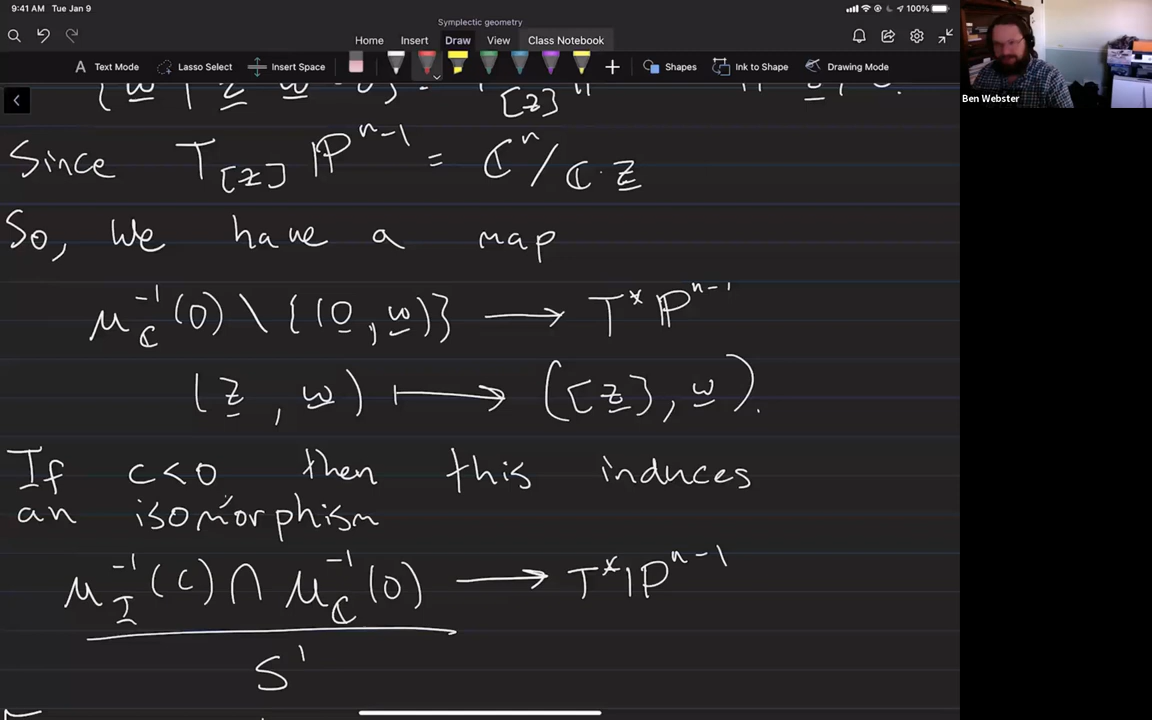 9:41 AM Tue Jan 9
100%
Symplectic geometry
Home Insert Draw View Class Notebook
Text Mode Lasso Select Insert Space Shapes Ink to Shape Drawing Mode
Ben Webster
[z]
Since T_[z] ℙ^{n-1} = ℂ^n / ℂ·z
So, we have a map
μ_ℂ^{-1}(0) \ {(0, w)} ⟶ T*ℙ^{n-1}
(z, w) ⟼ ([z], w).
If c<0 then this induces
an isomorphism
μ_I^{-1}(c) ∩ μ_ℂ^{-1}(0) ⟶ T*ℙ^{n-1}
S^1